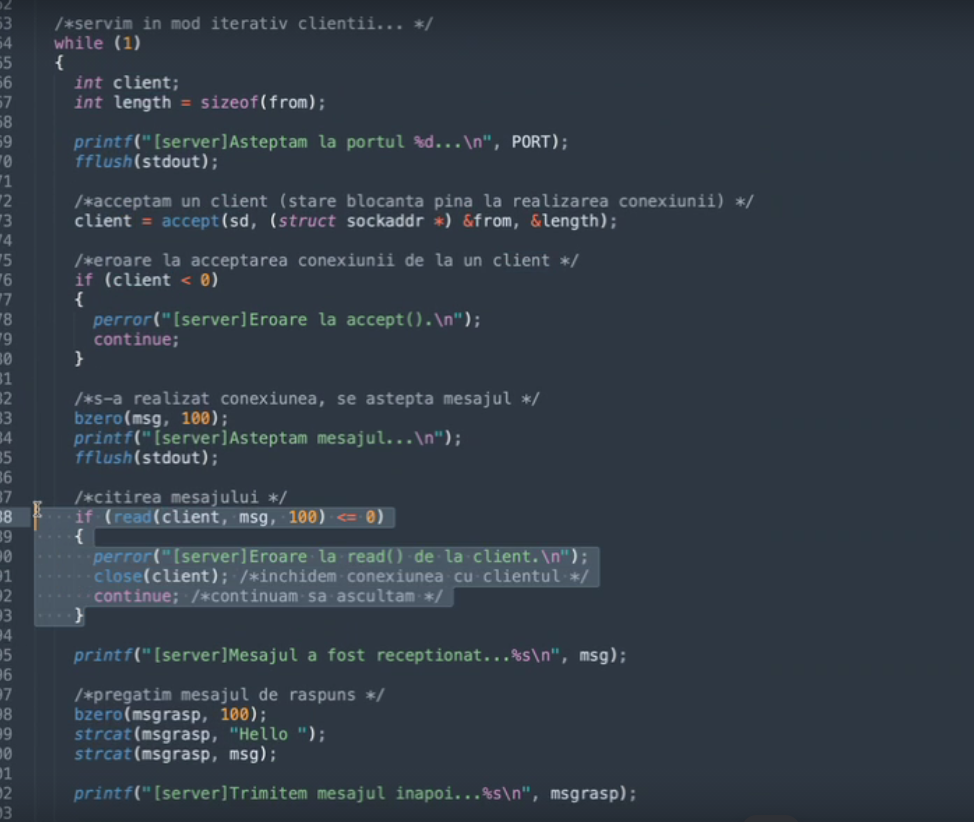 62
63 /*servim in mod iterativ clientii... */
64 while (1)
65 {
66 int client;
67 int length = sizeof(from);
68
69 printf("[server]Asteptam la portul %d...\n", PORT);
70 fflush(stdout);
71
72 /*acceptam un client (stare blocanta pina la realizarea conexiunii) */
73 client = accept(sd, (struct sockaddr *) &from, &length);
74
75 /*eroare la acceptarea conexiunii de la un client */
76 if (client < 0)
77 {
78 perror("[server]Eroare la accept().\n");
79 continue;
80 }
81
82 /*s-a realizat conexiunea, se astepta mesajul */
83 bzero(msg, 100);
84 printf("[server]Asteptam mesajul...\n");
85 fflush(stdout);
86
87 /*citirea mesajului */
88 if (read(client, msg, 100) <= 0)
89 {
90 perror("[server]Eroare la read() de la client.\n");
91 close(client); /*inchidem conexiunea cu clientul */
92 continue; /*continuam sa ascultam */
93 }
94
95 printf("[server]Mesajul a fost receptionat...%s\n", msg);
96
97 /*pregatim mesajul de raspuns */
98 bzero(msgrasp, 100);
99 strcat(msgrasp, "Hello ");
00 strcat(msgrasp, msg);
01
02 printf("[server]Trimitem mesajul inapoi...%s\n", msgrasp);
03